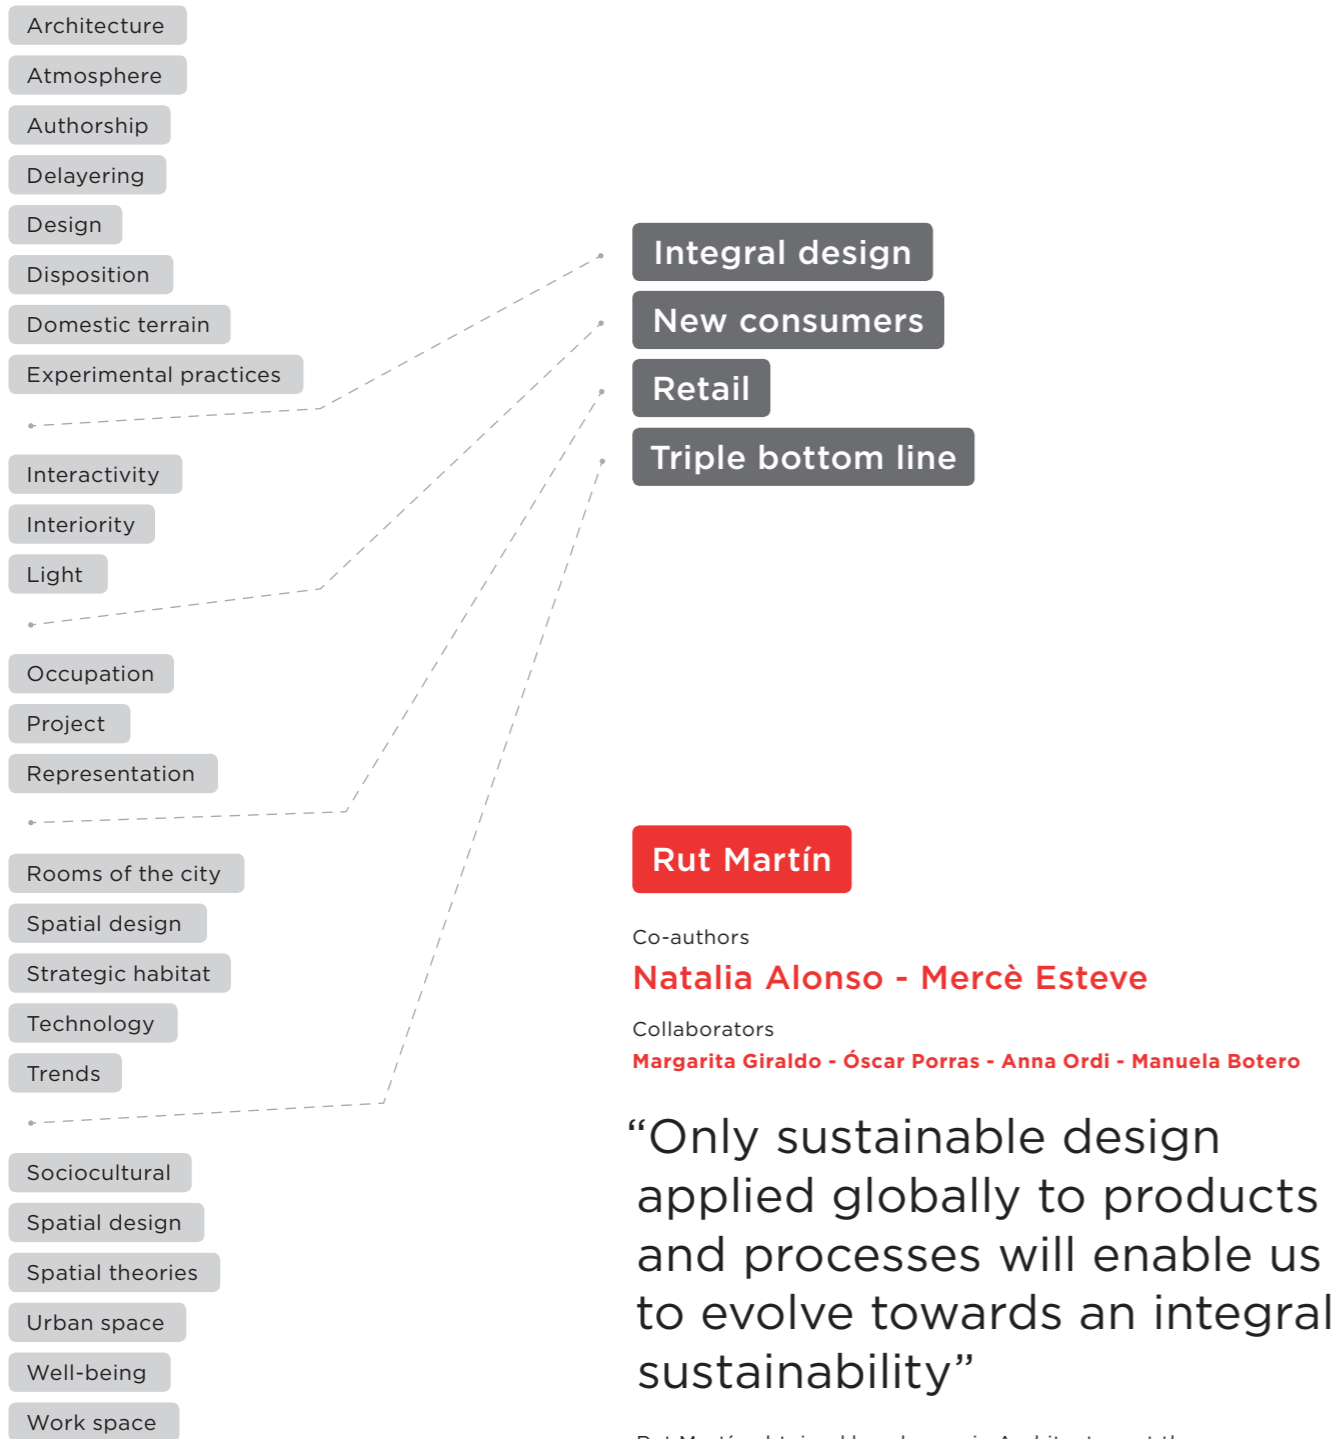 Architecture
Atmosphere
Authorship
Delayering
Design
Disposition
Domestic terrain
Experimental practices
Interactivity
Interiority
Light
Occupation
Project
Representation
Rooms of the city
Spatial design
Strategic habitat
Technology
Trends
Sociocultural
Spatial design
Spatial theories
Urban space
Well-being
Work space
Integral design
New consumers
Retail
Triple bottom line
Rut Martín
Co-authors
Natalia Alonso - Mercè Esteve
Collaborators
Margarita Giraldo - Óscar Porras - Anna Ordi - Manuela Botero
“Only sustainable design
applied globally to products
and processes will enable us
to evolve towards an integral
sustainability”